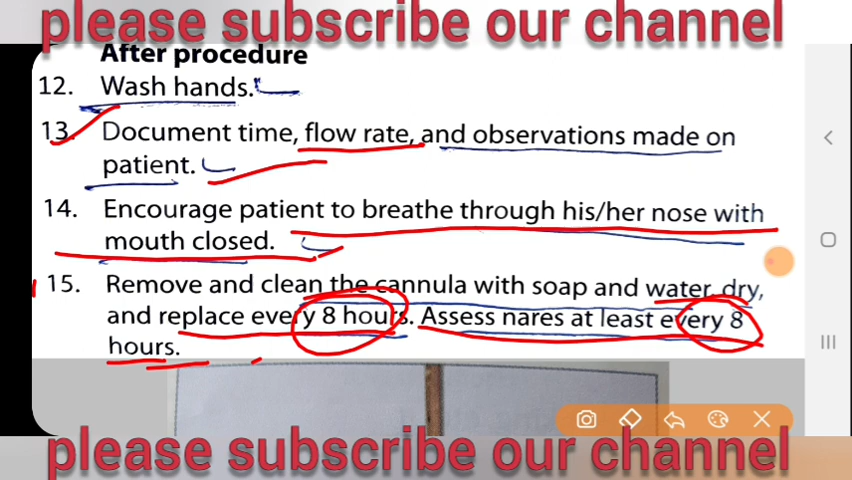 please subscribe our channel
After procedure
12. Wash hands.
13. Document time, flow rate, and observations made on
patient.
14. Encourage patient to breathe through his/her nose with
mouth closed.
15. Remove and clean the cannula with soap and water, dry,
and replace every 8 hours. Assess nares at least every 8
hours.
please subscribe our channel